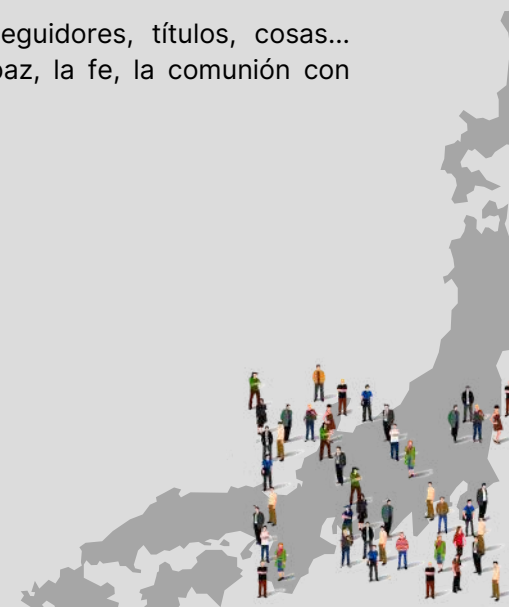 eguidores, títulos, cosas...
paz, la fe, la comunión con